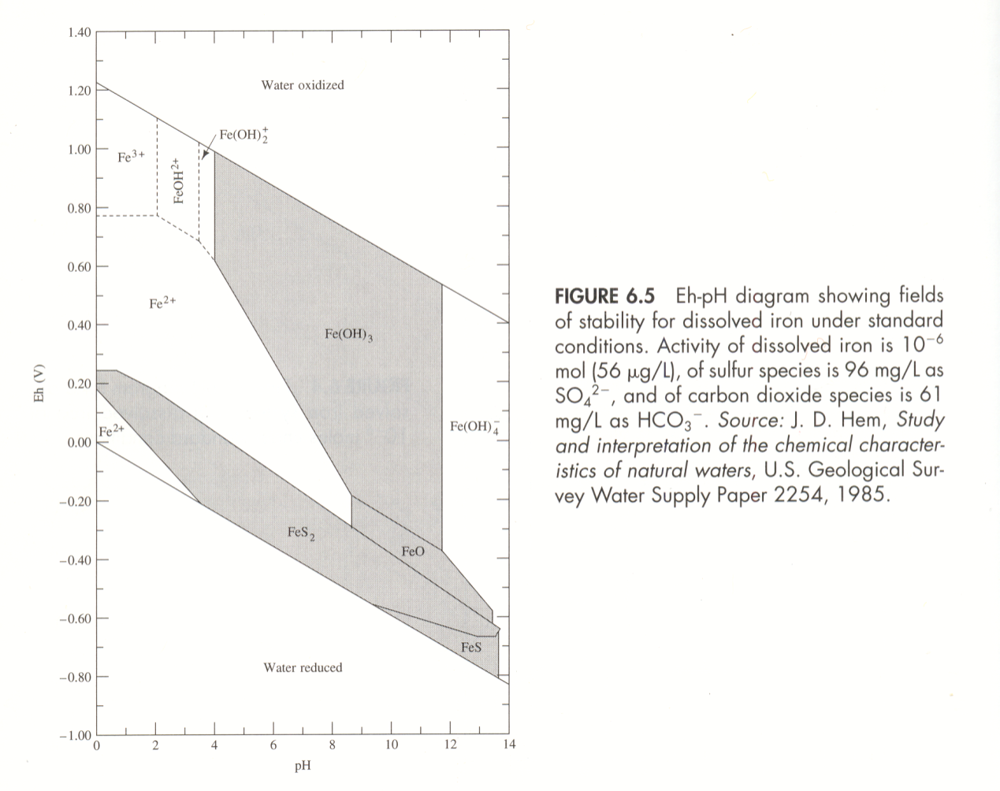 1.40
1.20
1.00
0.80
0.60
0.40
0.20
0.00
−0.20
−0.40
−0.60
−0.80
−1.00
Eh (V)
0 2 4 6 8 10 12 14
pH
Water oxidized
Fe(OH)₂⁺
Fe³⁺
FeOH²⁺
Fe²⁺
Fe(OH)₃
Fe(OH)₄⁻
Fe²⁺
FeS₂
FeO
FeS
Water reduced
FIGURE 6.5 Eh-pH diagram showing fields
of stability for dissolved iron under standard
conditions. Activity of dissolved iron is 10⁻⁶
mol (56 μg/L), of sulfur species is 96 mg/L as
SO₄²⁻, and of carbon dioxide species is 61
mg/L as HCO₃⁻. Source: J. D. Hem, Study
and interpretation of the chemical character-
istics of natural waters, U.S. Geological Sur-
vey Water Supply Paper 2254, 1985.